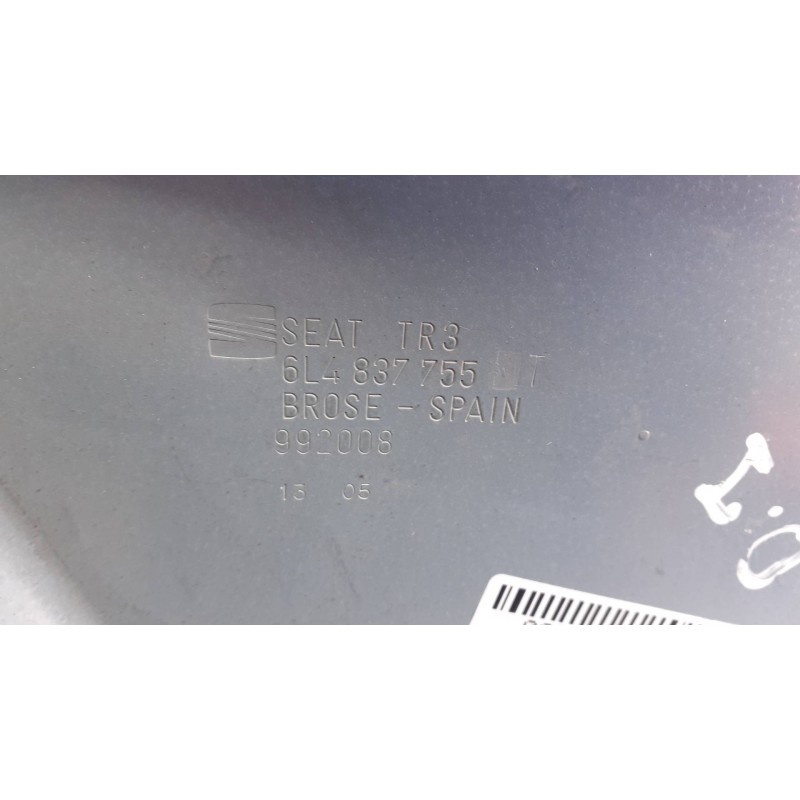 SEAT TR3
6L4 837 755 T
BROSE - SPAIN
992008
13 05